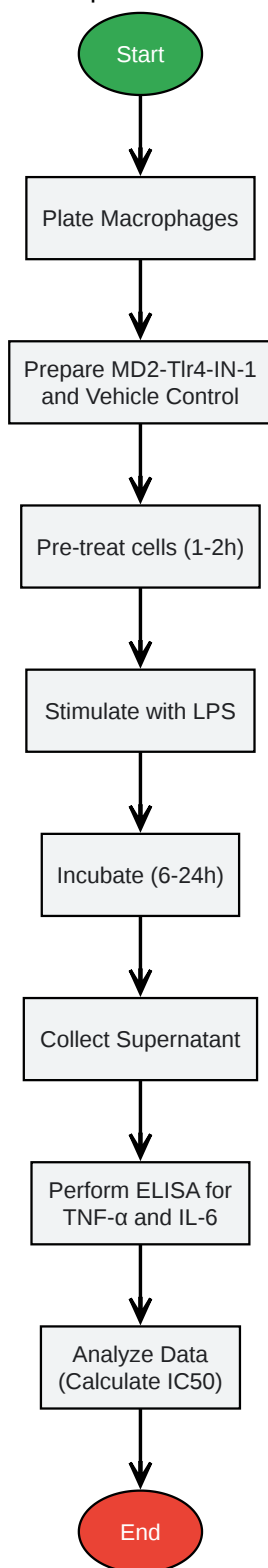 Start
Plate Macrophages
Prepare MD2-Tlr4-IN-1
and Vehicle Control
Pre-treat cells (1-2h)
Stimulate with LPS
Incubate (6-24h)
Collect Supernatant
Perform ELISA for
TNF-α and IL-6
Analyze Data
(Calculate IC50)
End